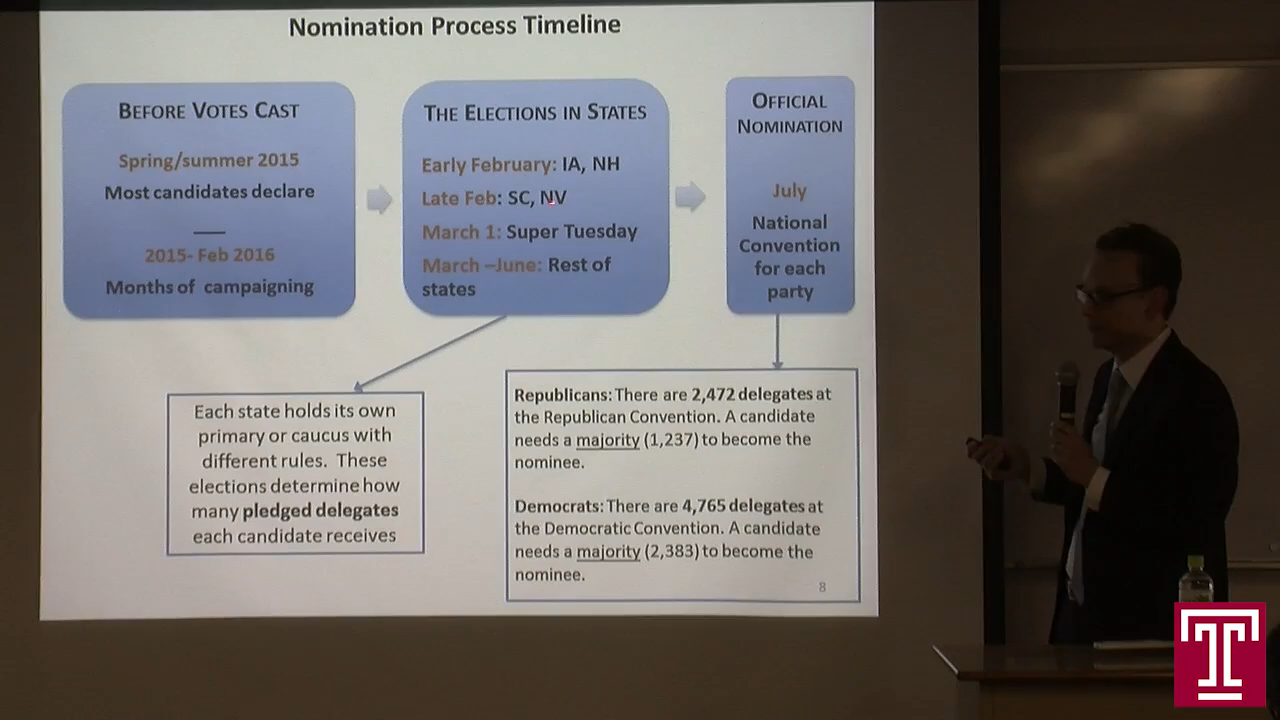 Nomination Process Timeline
BEFORE VOTES CAST
Spring/summer 2015
Most candidates declare
2015- Feb 2016
Months of campaigning
THE ELECTIONS IN STATES
Early February: IA, NH
Late Feb: SC, NV
March 1: Super Tuesday
March –June: Rest of
states
OFFICIAL
NOMINATION
July
National
Convention
for each
party
Each state holds its own
primary or caucus with
different rules. These
elections determine how
many pledged delegates
each candidate receives
Republicans: There are 2,472 delegates at
the Republican Convention. A candidate
needs a majority (1,237) to become the
nominee.
Democrats: There are 4,765 delegates at
the Democratic Convention. A candidate
needs a majority (2,383) to become the
nominee.
8
T